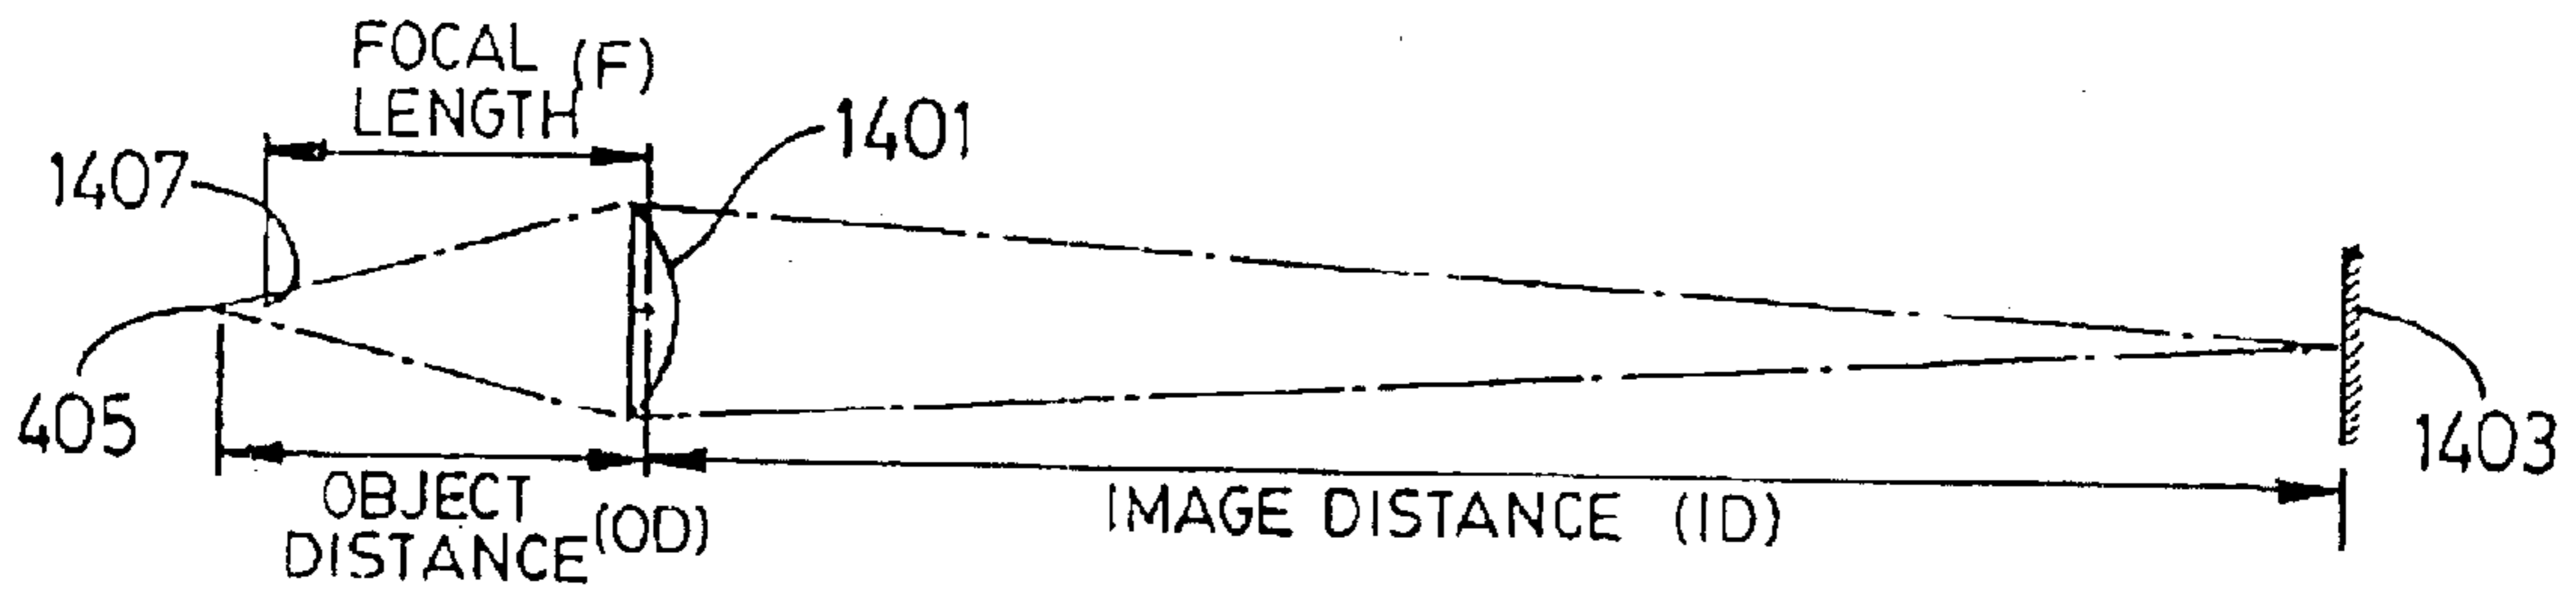 FOCAL
LENGTH (F)
1407
1401
405
1403
OBJECT
DISTANCE (OD)
IMAGE DISTANCE (ID)